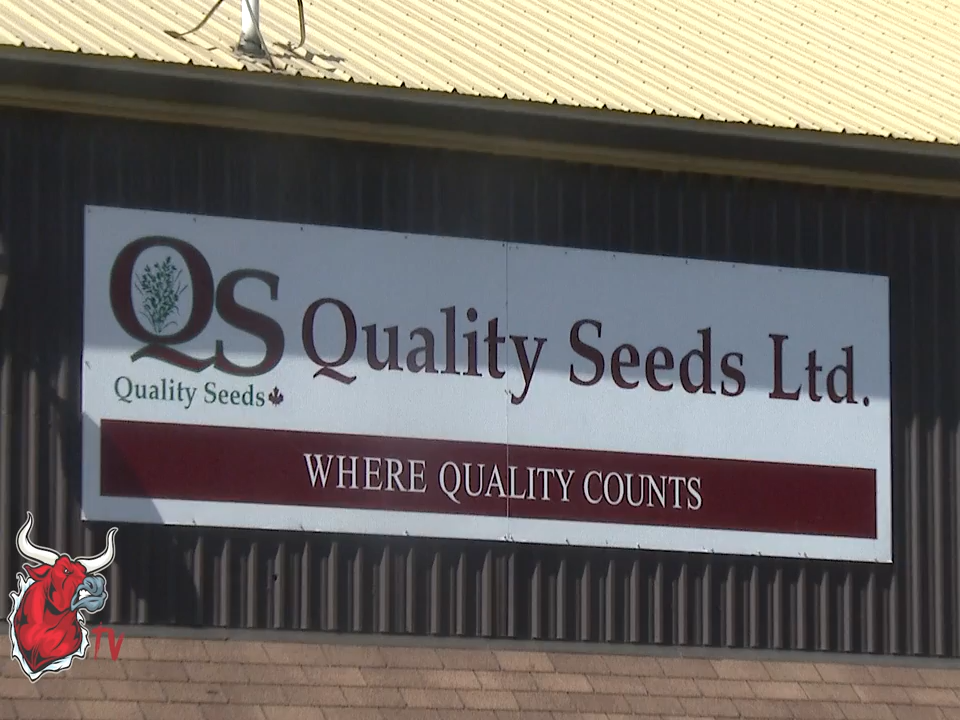 QS
Quality Seeds
Quality Seeds Ltd.
WHERE QUALITY COUNTS
TV